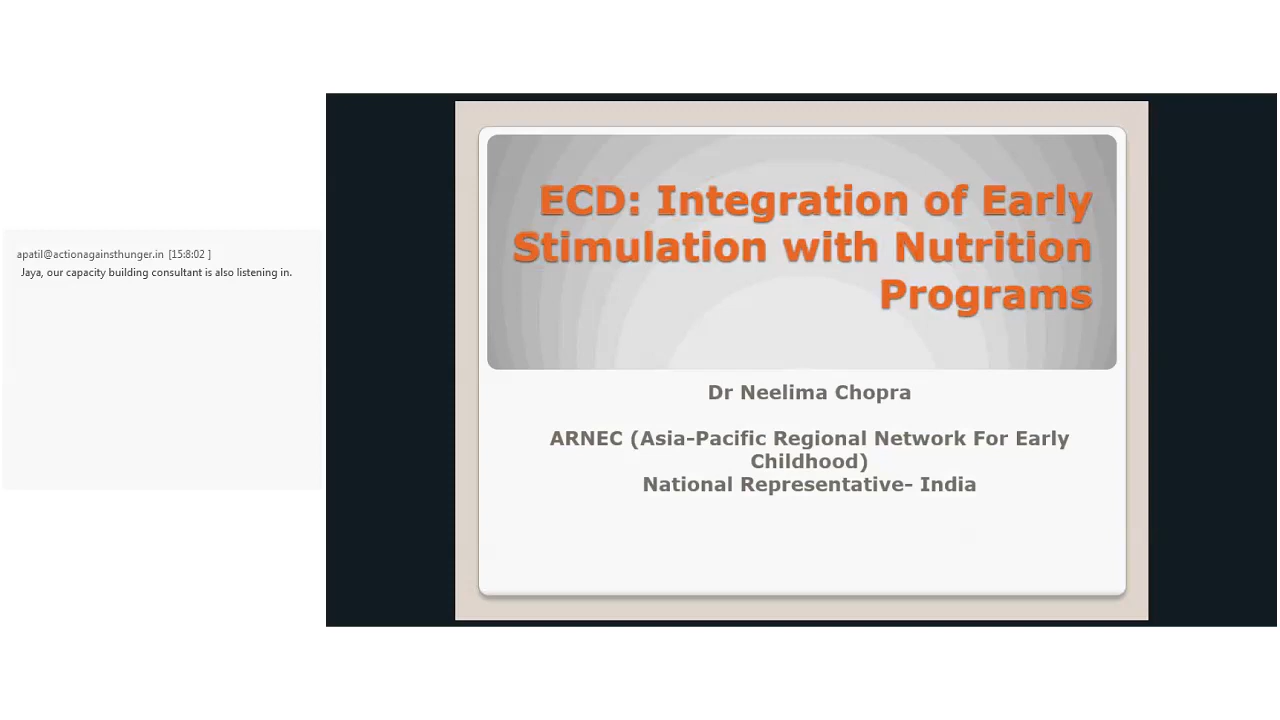 apatil@actionagainsthunger.in [15:8:02 ]
Jaya, our capacity building consultant is also listening in.
ECD: Integration of Early
Stimulation with Nutrition
Programs
Dr Neelima Chopra
ARNEC (Asia-Pacific Regional Network For Early
Childhood)
National Representative- India